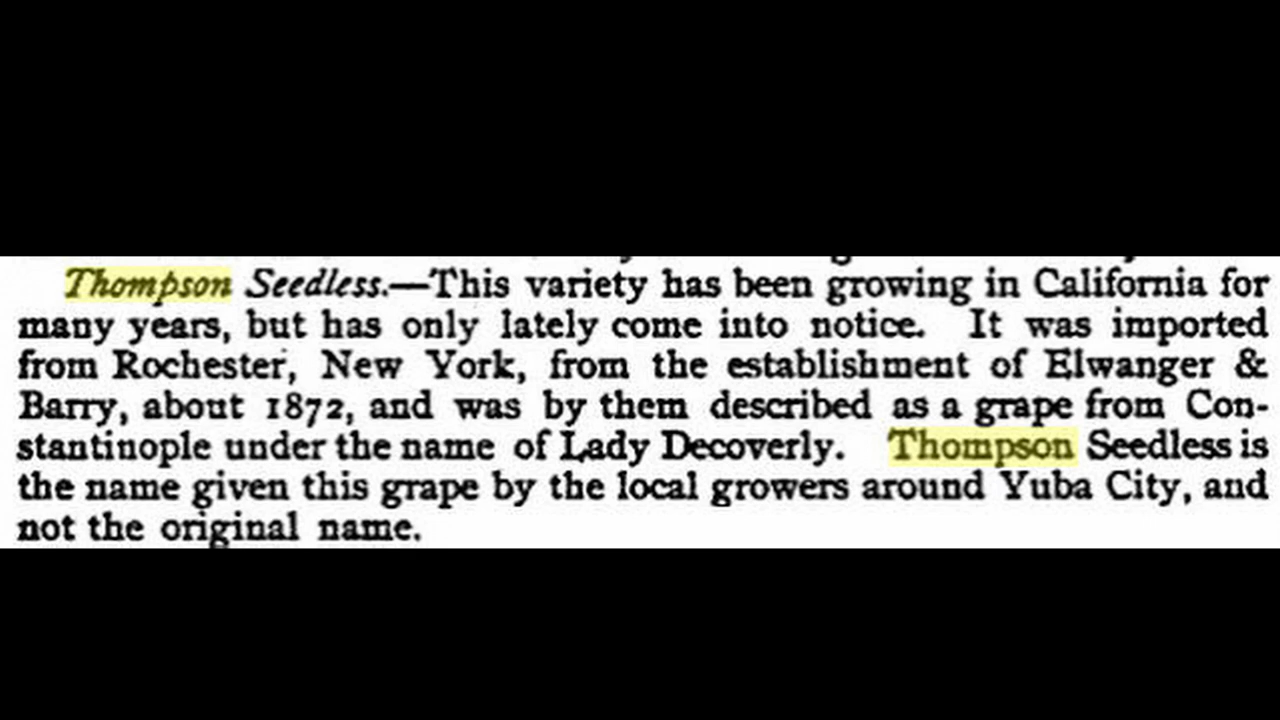 Thompson Seedless.—This variety has been growing in California for
many years, but has only lately come into notice. It was imported
from Rochester, New York, from the establishment of Elwanger &
Barry, about 1872, and was by them described as a grape from Con-
stantinople under the name of Lady Decoverly. Thompson Seedless is
the name given this grape by the local growers around Yuba City, and
not the original name.